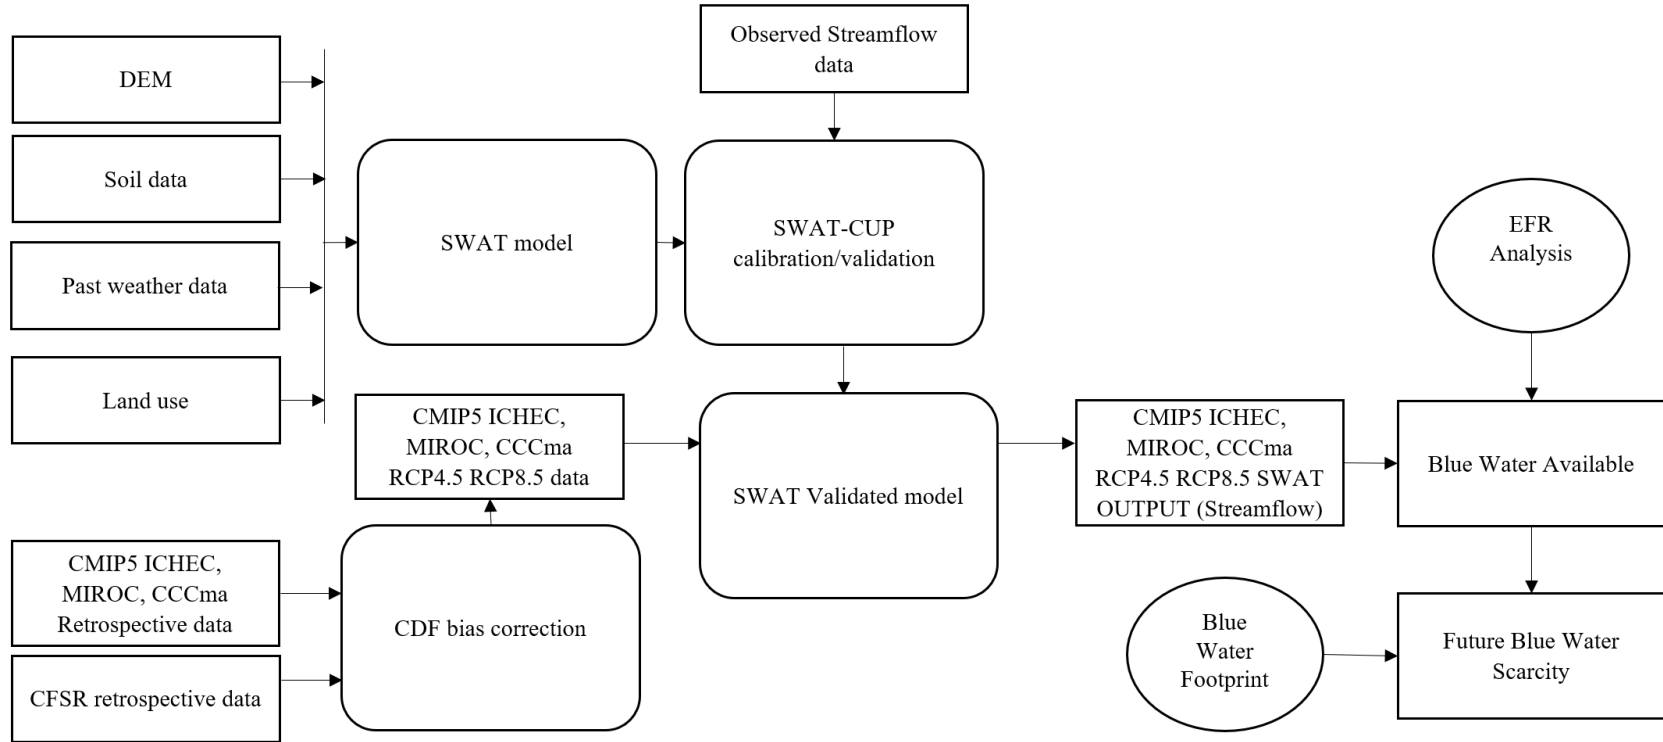 Observed Streamflow
data
DEM
Soil data
Past weather data
Land use
SWAT model
SWAT-CUP
calibration/validation
EFR
Analysis
CMIP5 ICHEC,
MIROC, CCCma
RCP4.5 RCP8.5 data
SWAT Validated model
CMIP5 ICHEC,
MIROC, CCCma
RCP4.5 RCP8.5 SWAT
OUTPUT (Streamflow)
Blue Water Available
CMIP5 ICHEC,
MIROC, CCCma
Retrospective data
CFSR retrospective data
CDF bias correction
Blue
Water
Footprint
Future Blue Water
Scarcity